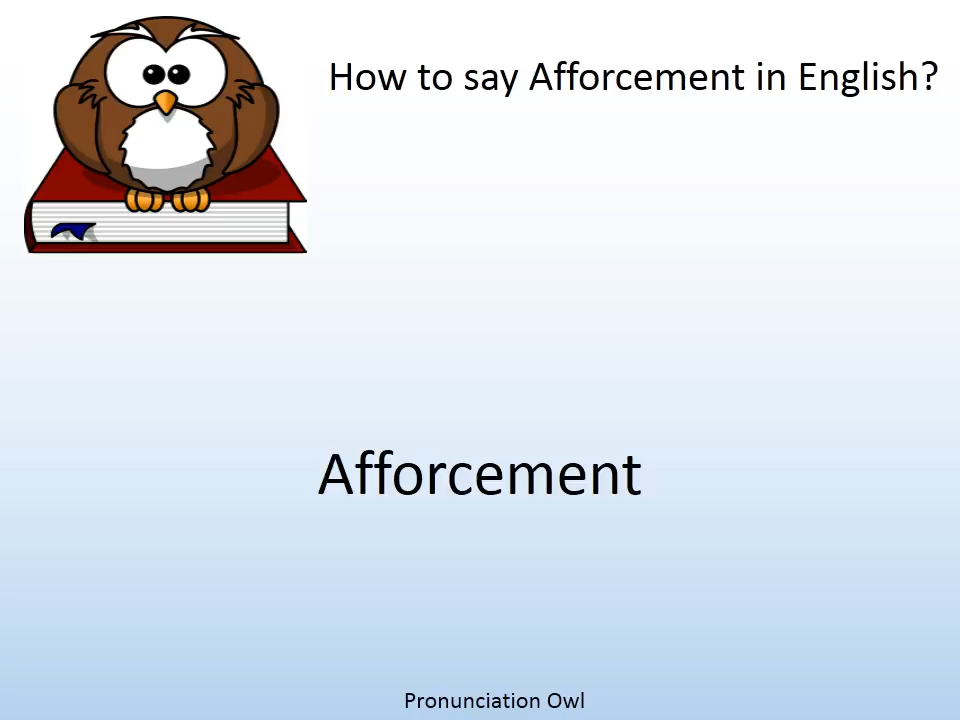 How to say Afforcement in English?
Afforcement
Pronunciation Owl